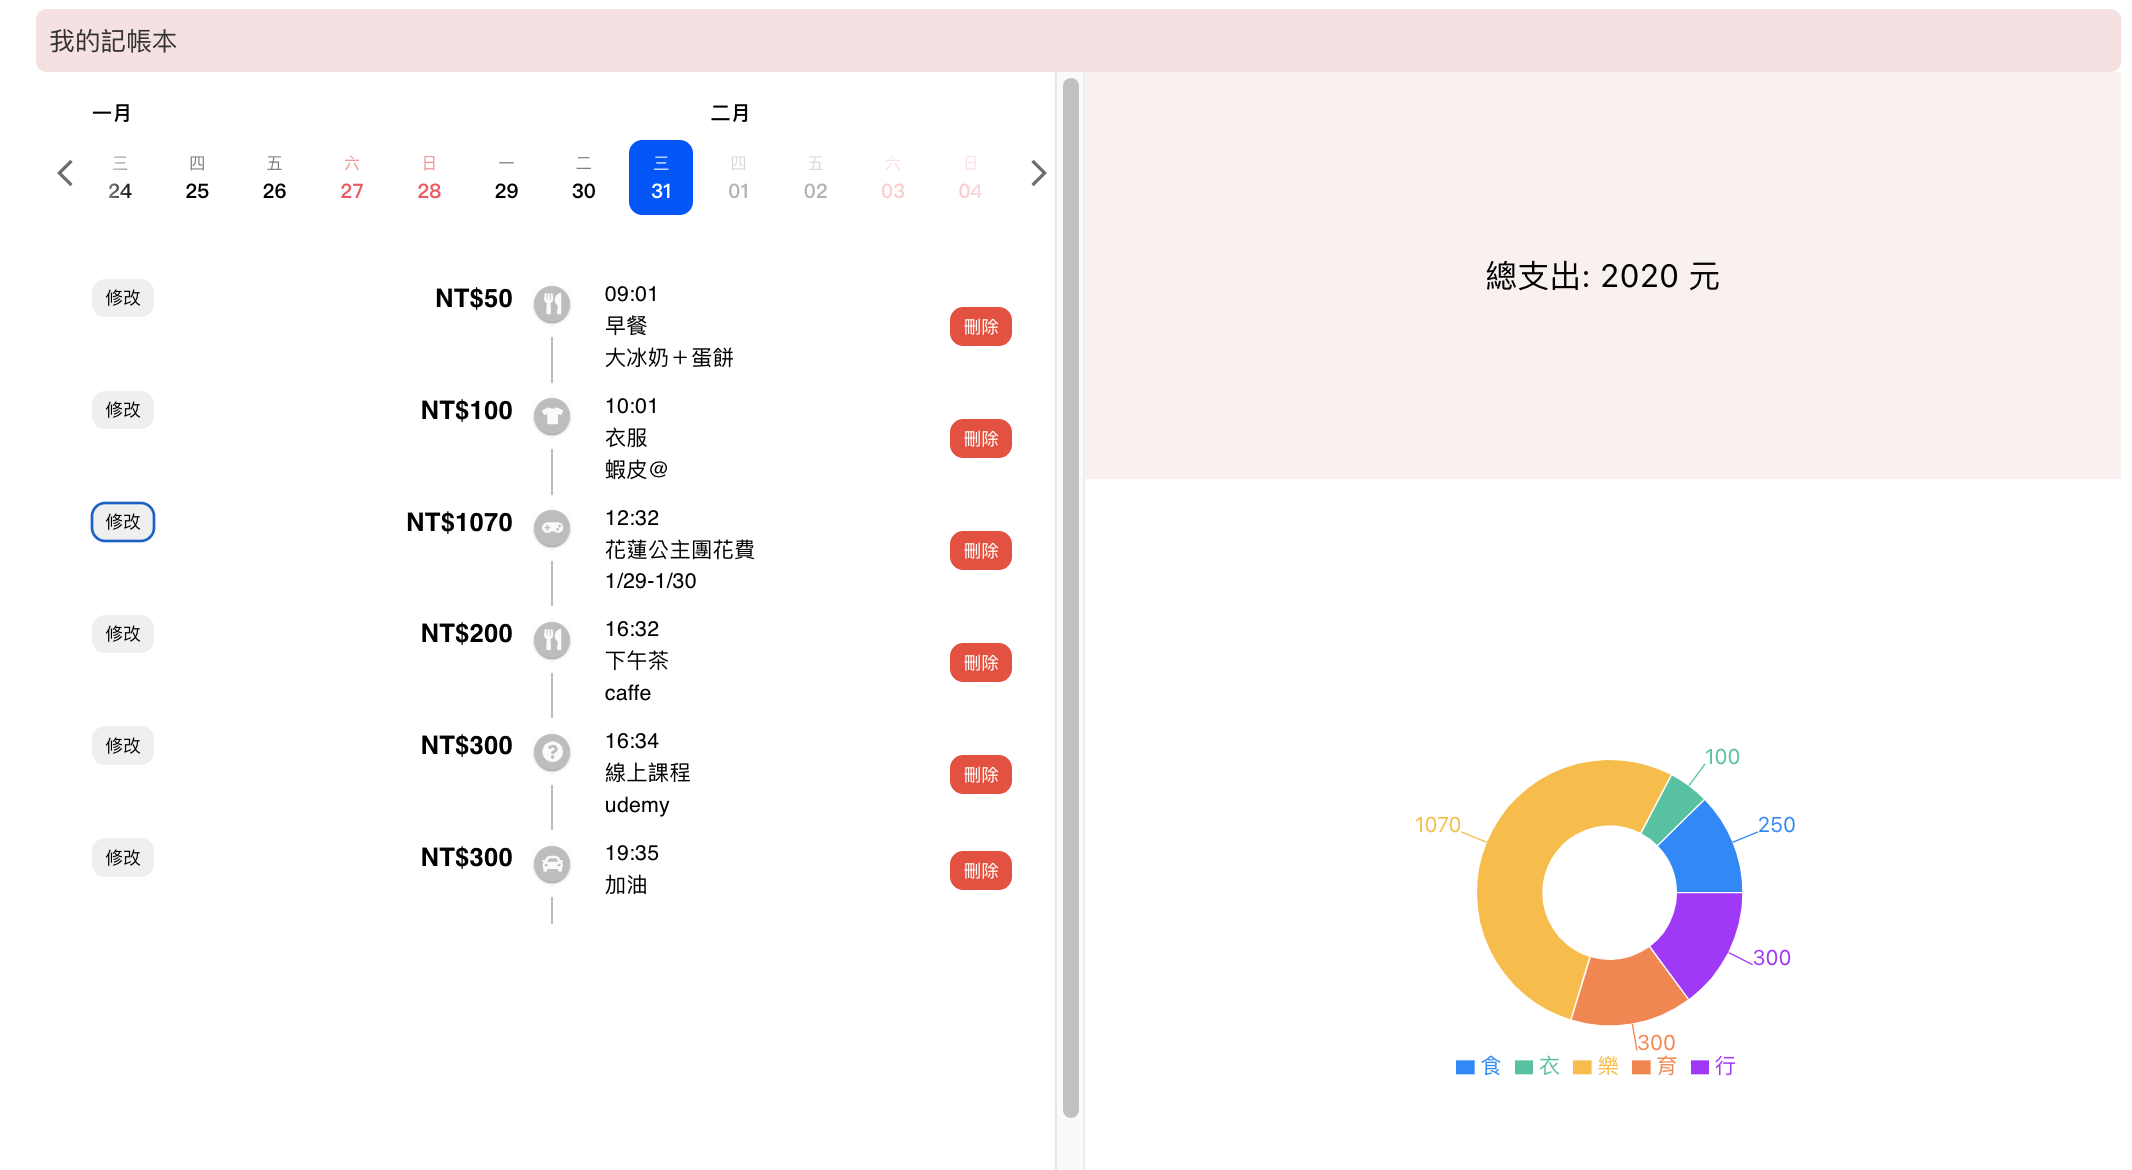 我的記帳本
一月 二月
三 四 五 六 日 一 二 三 四 五 六 日
24 25 26 27 28 29 30 31 01 02 03 04
修改 NT$50 09:01
早餐
大冰奶＋蛋餅
刪除
修改 NT$100 10:01
衣服
蝦皮@
刪除
修改 NT$1070 12:32
花蓮公主團花費
1/29-1/30
刪除
修改 NT$200 16:32
下午茶
caffe
刪除
修改 NT$300 16:34
線上課程
udemy
刪除
修改 NT$300 19:35
加油
刪除
總支出: 2020 元
100
1070 250
300
300
食 衣 樂 育 行